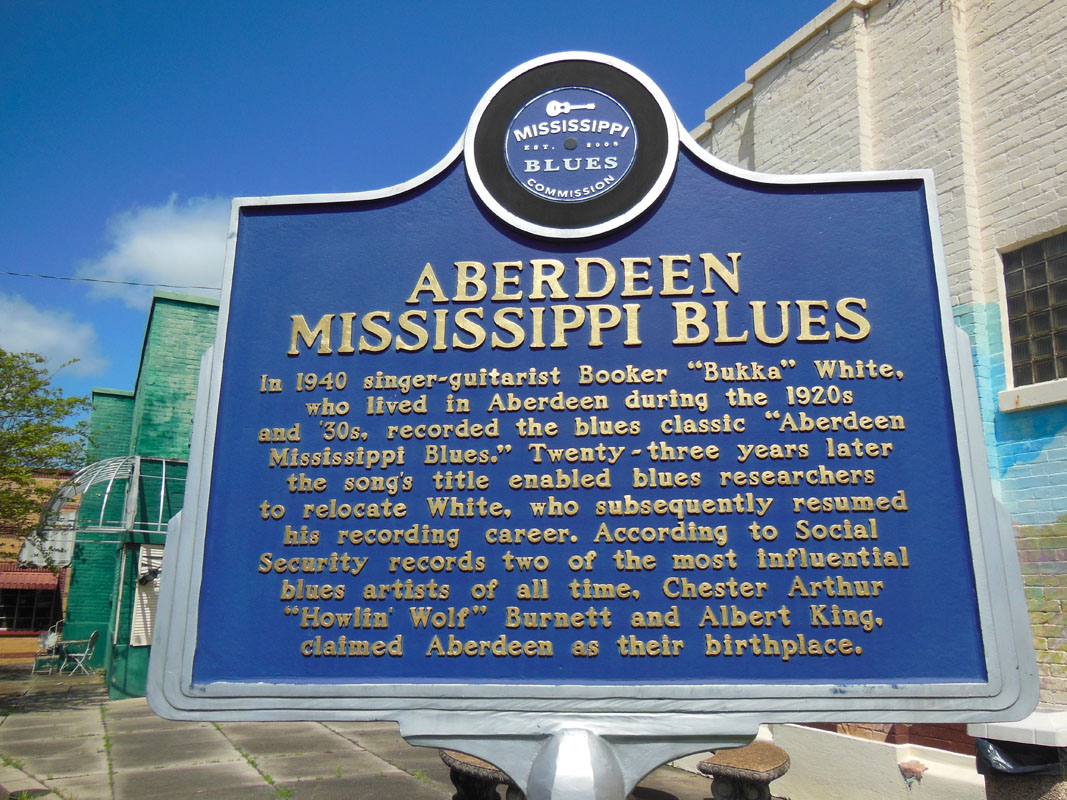 MISSISSIPPI
EST. 2005
BLUES
COMMISSION
ABERDEEN
MISSISSIPPI BLUES
In 1940 singer-guitarist Booker "Bukka" White,
who lived in Aberdeen during the 1920s
and '30s, recorded the blues classic "Aberdeen
Mississippi Blues." Twenty-three years later
the song's title enabled blues researchers
to relocate White, who subsequently resumed
his recording career. According to Social
Security records two of the most influential
blues artists of all time, Chester Arthur
"Howlin' Wolf" Burnett and Albert King,
claimed Aberdeen as their birthplace.